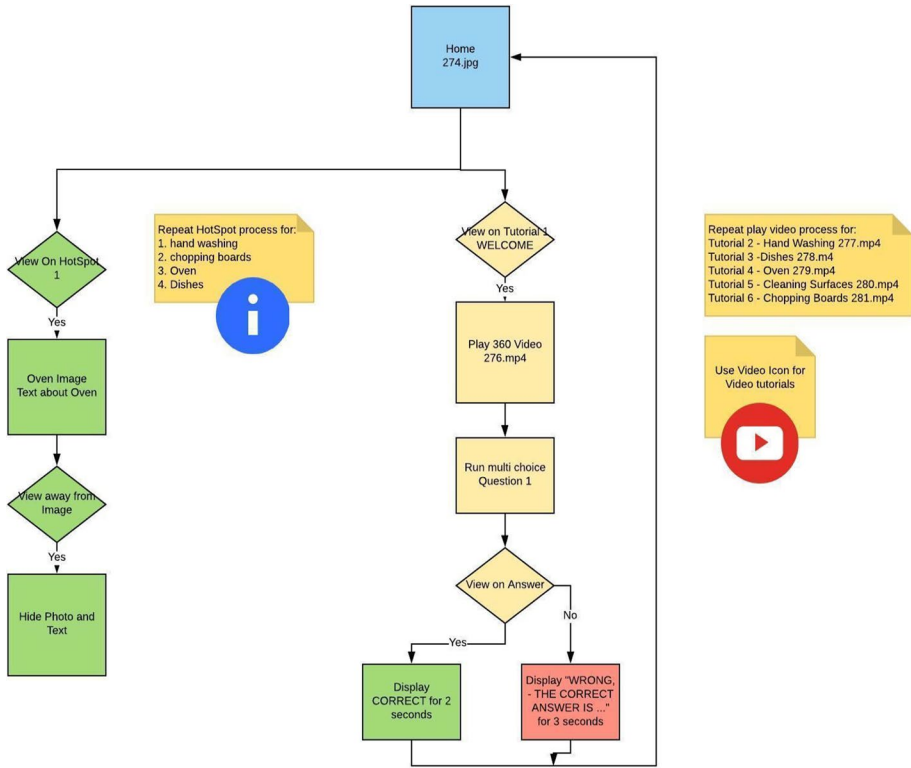 Home
274.jpg
View On HotSpot
1
Yes
Oven Image
Text about Oven
View away from
Image
Yes
Hide Photo and
Text
Repeat HotSpot process for:
1. hand washing
2. chopping boards
3. Oven
4. Dishes
i
View on Tutorial 1
WELCOME
Yes
Play 360 Video
276.mp4
Run multi choice
Question 1
View on Answer
Yes
No
Display
CORRECT for 2
seconds
Display "WRONG,
- THE CORRECT
ANSWER IS ..."
for 3 seconds
Repeat play video process for:
Tutorial 2 - Hand Washing 277.mp4
Tutorial 3 -Dishes 278.m4
Tutorial 4 - Oven 279.mp4
Tutorial 5 - Cleaning Surfaces 280.mp4
Tutorial 6 - Chopping Boards 281.mp4
Use Video Icon for
Video tutorials